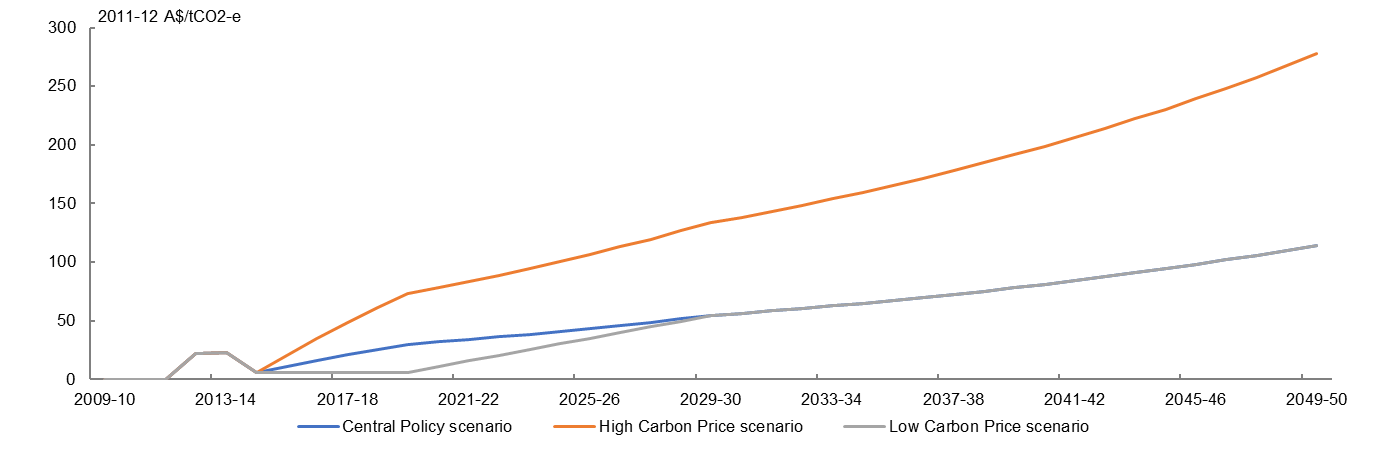 2011-12 A$/tCO2-e
300
250
200
150
100
50
0
2009-10 2013-14 2017-18 2021-22 2025-26 2029-30 2033-34 2037-38 2041-42 2045-46 2049-50
Central Policy scenario High Carbon Price scenario Low Carbon Price scenario